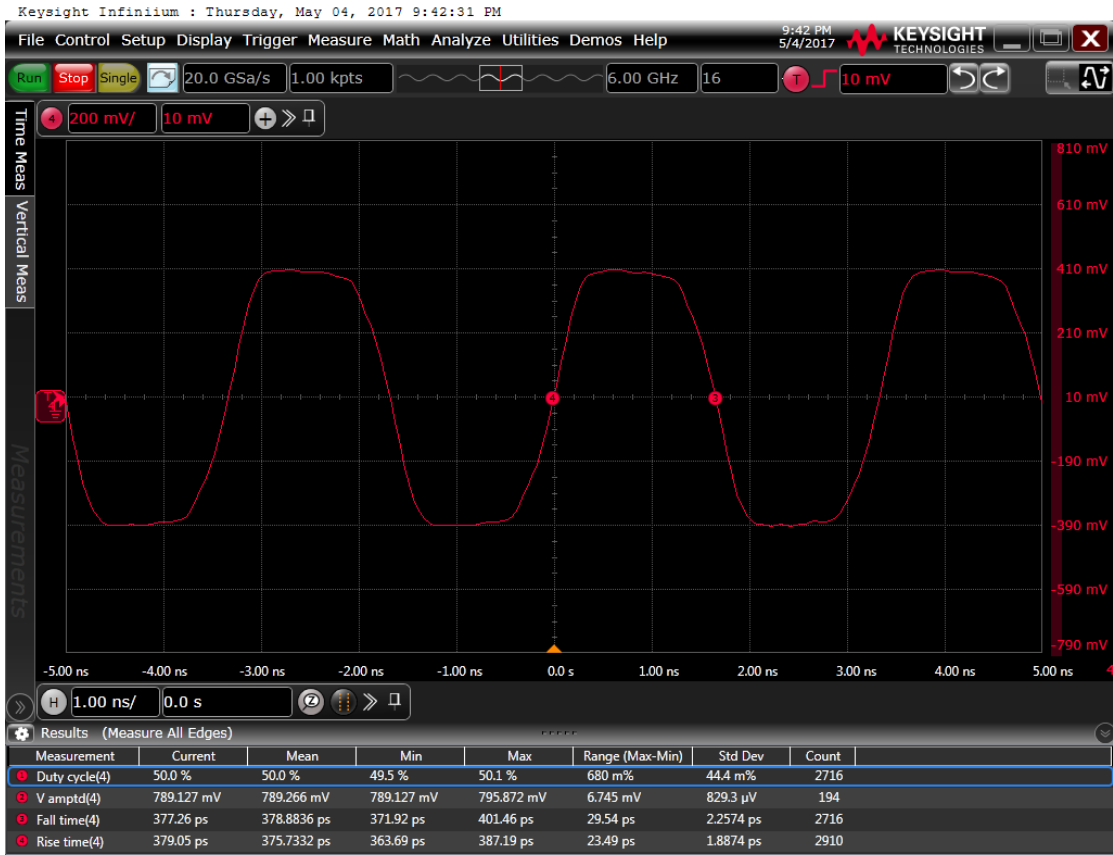 Keysight Infiniium : Thursday, May 04, 2017 9:42:31 PM
File Control Setup Display Trigger Measure Math Analyze Utilities Demos Help 9:42 PM 5/4/2017 KEYSIGHT TECHNOLOGIES X
Run Stop Single 20.0 GSa/s 1.00 kpts 6.00 GHz 16 T 10 mV
4 200 mV/ 10 mV
Time Meas
Vertical Meas
Measurements
810 mV
610 mV
410 mV
210 mV
T 4 3 10 mV
-190 mV
-390 mV
-590 mV
-790 mV
-5.00 ns -4.00 ns -3.00 ns -2.00 ns -1.00 ns 0.0 s 1.00 ns 2.00 ns 3.00 ns 4.00 ns 5.00 ns
H 1.00 ns/ 0.0 s Z
Results (Measure All Edges)
Measurement Current Mean Min Max Range (Max-Min) Std Dev Count
1 Duty cycle(4) 50.0 % 50.0 % 49.5 % 50.1 % 680 m% 44.4 m% 2716
2 V amptd(4) 789.127 mV 789.266 mV 789.127 mV 795.872 mV 6.745 mV 829.3 µV 194
3 Fall time(4) 377.26 ps 378.8836 ps 371.92 ps 401.46 ps 29.54 ps 2.2574 ps 2716
4 Rise time(4) 379.05 ps 375.7332 ps 363.69 ps 387.19 ps 23.49 ps 1.8874 ps 2910